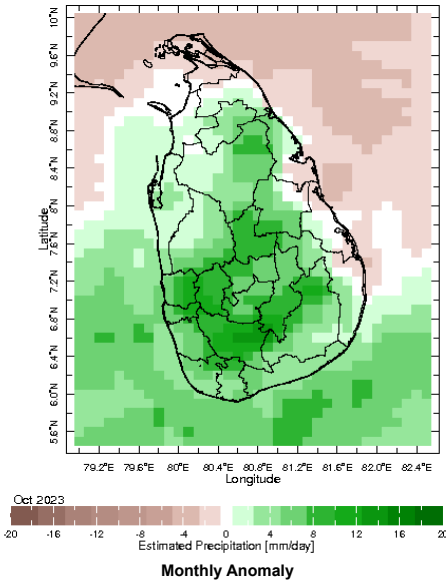 10°N
9.6°N
9.2°N
8.8°N
8.4°N
8°N
7.6°N
7.2°N
6.8°N
6.4°N
6.0°N
5.6°N
Latitude
79.2°E 79.6°E 80°E 80.4°E 80.8°E 81.2°E 81.6°E 82.0°E 82.4°E
Longitude
Oct 2023
-20 -16 -12 -8 -4 0 4 8 12 16 20
Estimated Precipitation [mm/day]
Monthly Anomaly